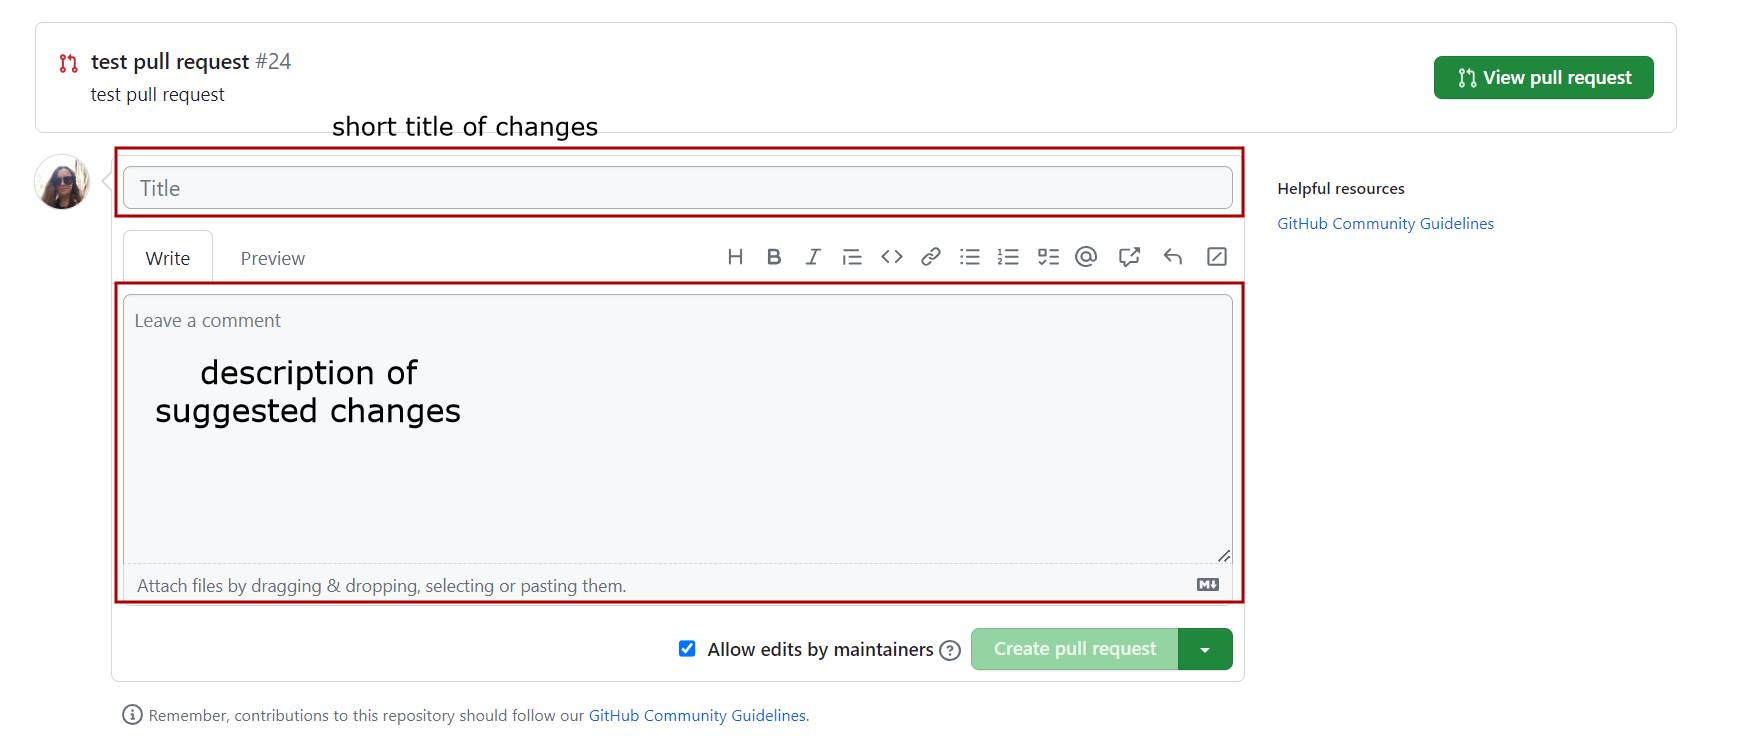 test pull request #24
test pull request
View pull request
short title of changes
Title
Helpful resources
GitHub Community Guidelines
Write
Preview
H B I @
Leave a comment
description of
suggested changes
Attach files by dragging & dropping, selecting or pasting them.
Allow edits by maintainers
Create pull request
Remember, contributions to this repository should follow our GitHub Community Guidelines.